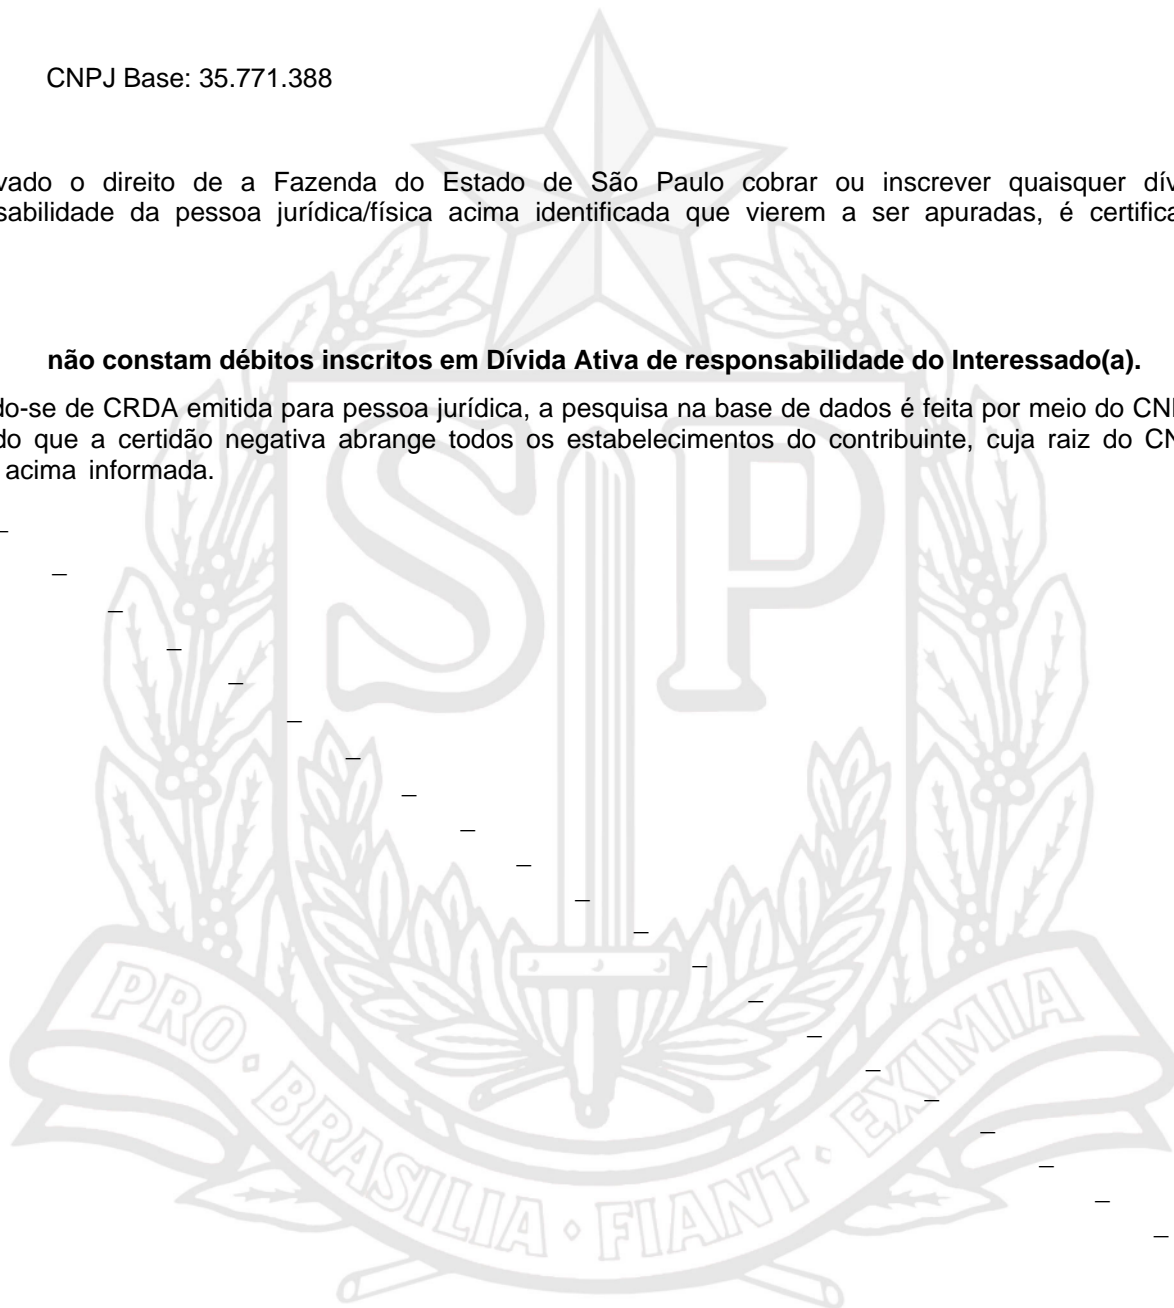 CNPJ Base: 35.771.388
vado o direito de a Fazenda do Estado de São Paulo cobrar ou inscrever quaisquer dív
sabilidade da pessoa jurídica/física acima identificada que vierem a ser apuradas, é certifica
não constam débitos inscritos em Dívida Ativa de responsabilidade do Interessado(a).
do-se de CRDA emitida para pessoa jurídica, a pesquisa na base de dados é feita por meio do CN
do que a certidão negativa abrange todos os estabelecimentos do contribuinte, cuja raiz do CN
acima informada.
SP
PRO • BRASILIA • FIANT • EXIMIA